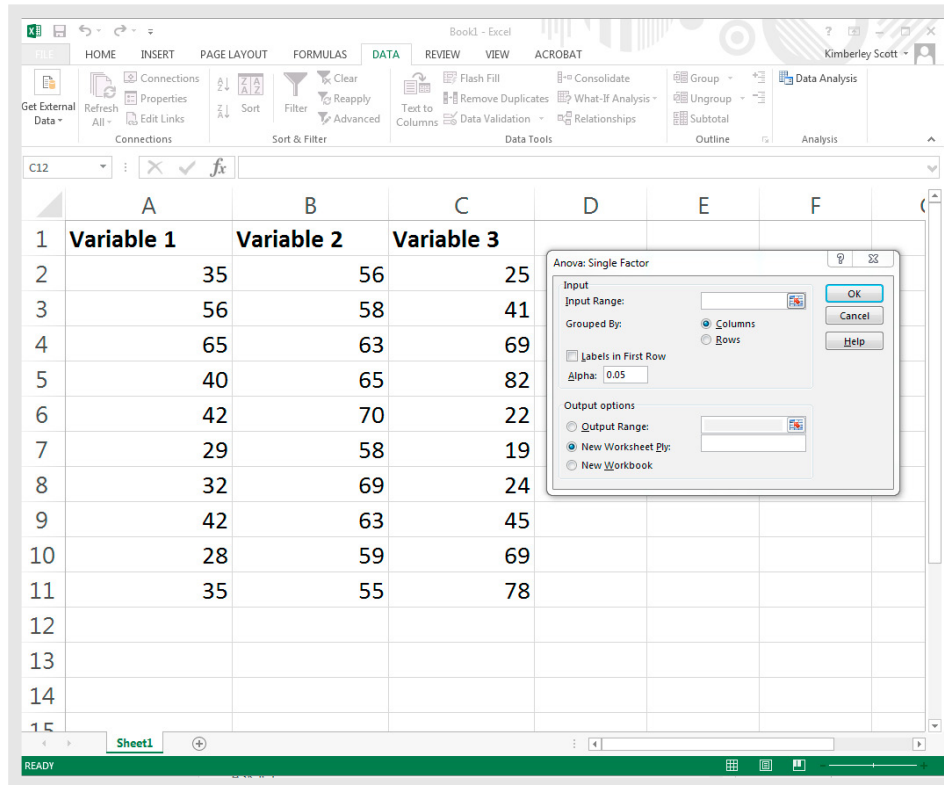 Book1 - Excel
FILE HOME INSERT PAGE LAYOUT FORMULAS DATA REVIEW VIEW ACROBAT Kimberley Scott
Get External Data
Refresh All
Connections
Properties
Edit Links
Connections
Sort
Filter
Clear
Reapply
Advanced
Sort & Filter
Text to Columns
Flash Fill
Remove Duplicates
Data Validation
Consolidate
What-If Analysis
Relationships
Data Tools
Group
Ungroup
Subtotal
Outline
Data Analysis
Analysis
C12 fx
A B C D E F
1 Variable 1 Variable 2 Variable 3
2 35 56 25
3 56 58 41
4 65 63 69
5 40 65 82
6 42 70 22
7 29 58 19
8 32 69 24
9 42 63 45
10 28 59 69
11 35 55 78
12
13
14
15
Anova: Single Factor
Input
Input Range:
Grouped By: Columns
Rows
Labels in First Row
Alpha: 0.05
OK
Cancel
Help
Output options
Output Range:
New Worksheet Ply:
New Workbook
Sheet1
READY